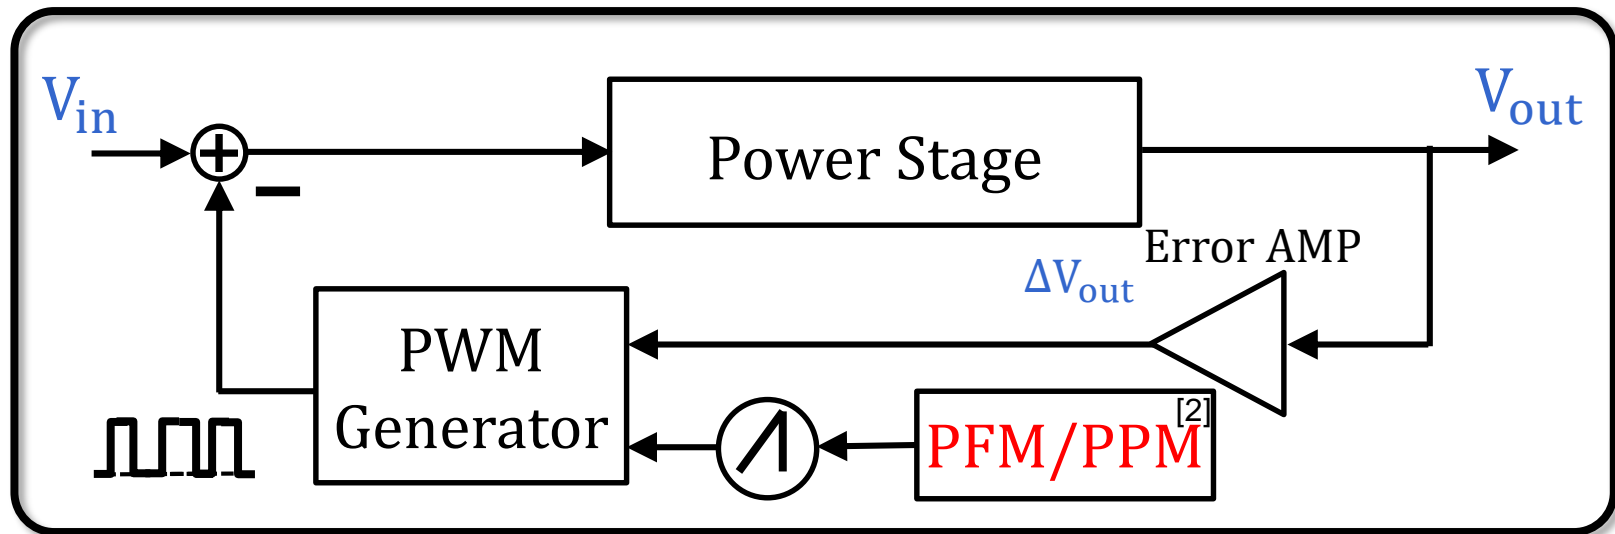 Vin
Vout
Power Stage
Error AMP
ΔVout
PWM
Generator
[2]
PFM/PPM